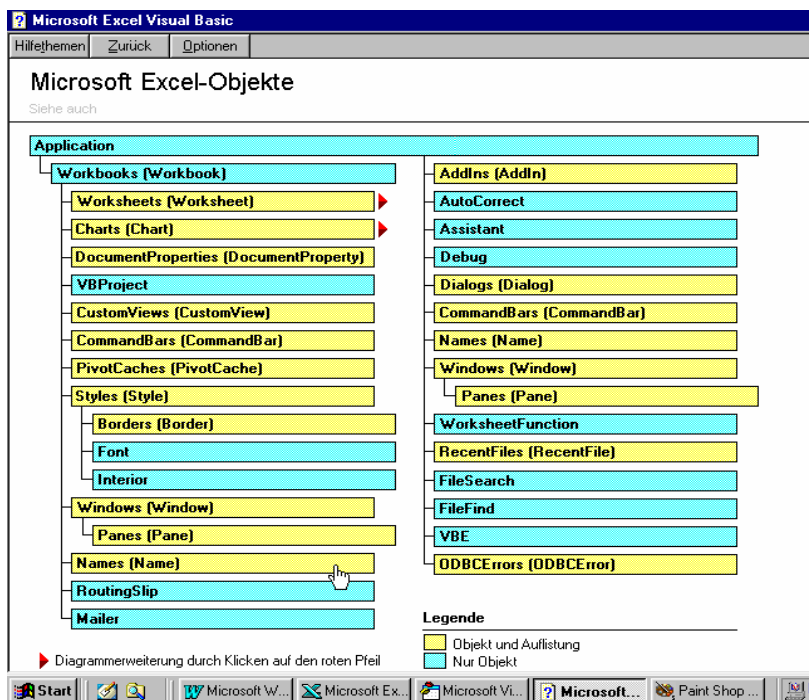 Microsoft Excel Visual Basic
Hilfethemen Zurück Optionen
Microsoft Excel-Objekte
Siehe auch
Application
Workbooks (Workbook)
Worksheets (Worksheet)
Charts (Chart)
DocumentProperties (DocumentProperty)
VBProject
CustomViews (CustomView)
CommandBars (CommandBar)
PivotCaches (PivotCache)
Styles (Style)
Borders (Border)
Font
Interior
Windows (Window)
Panes (Pane)
Names (Name)
RoutingSlip
Mailer
Diagrammerweiterung durch Klicken auf den roten Pfeil
AddIns (AddIn)
AutoCorrect
Assistant
Debug
Dialogs (Dialog)
CommandBars (CommandBar)
Names (Name)
Windows (Window)
Panes (Pane)
WorksheetFunction
RecentFiles (RecentFile)
FileSearch
FileFind
VBE
ODBCErrors (ODBCError)
Legende
Objekt und Auflistung
Nur Objekt
Start Microsoft W... Microsoft Ex... Microsoft Vi... Microsoft... Paint Shop ...